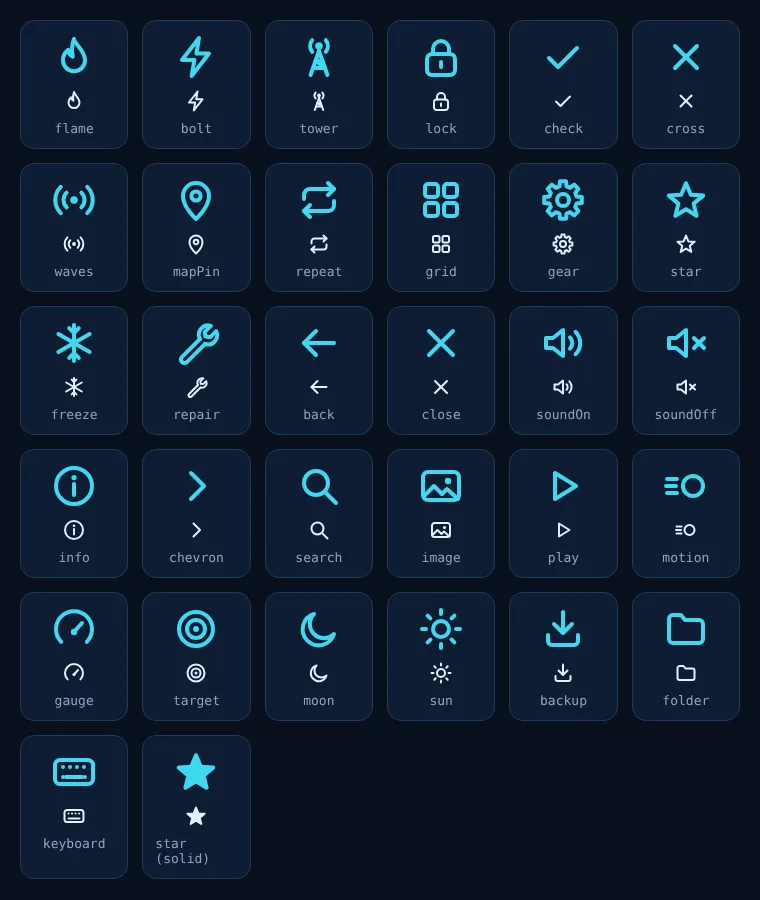 flame
bolt
tower
lock
check
cross
waves
mapPin
repeat
grid
gear
star
freeze
repair
back
close
soundOn
soundOff
info
chevron
search
image
play
motion
gauge
target
moon
sun
backup
folder
keyboard
star
(solid)